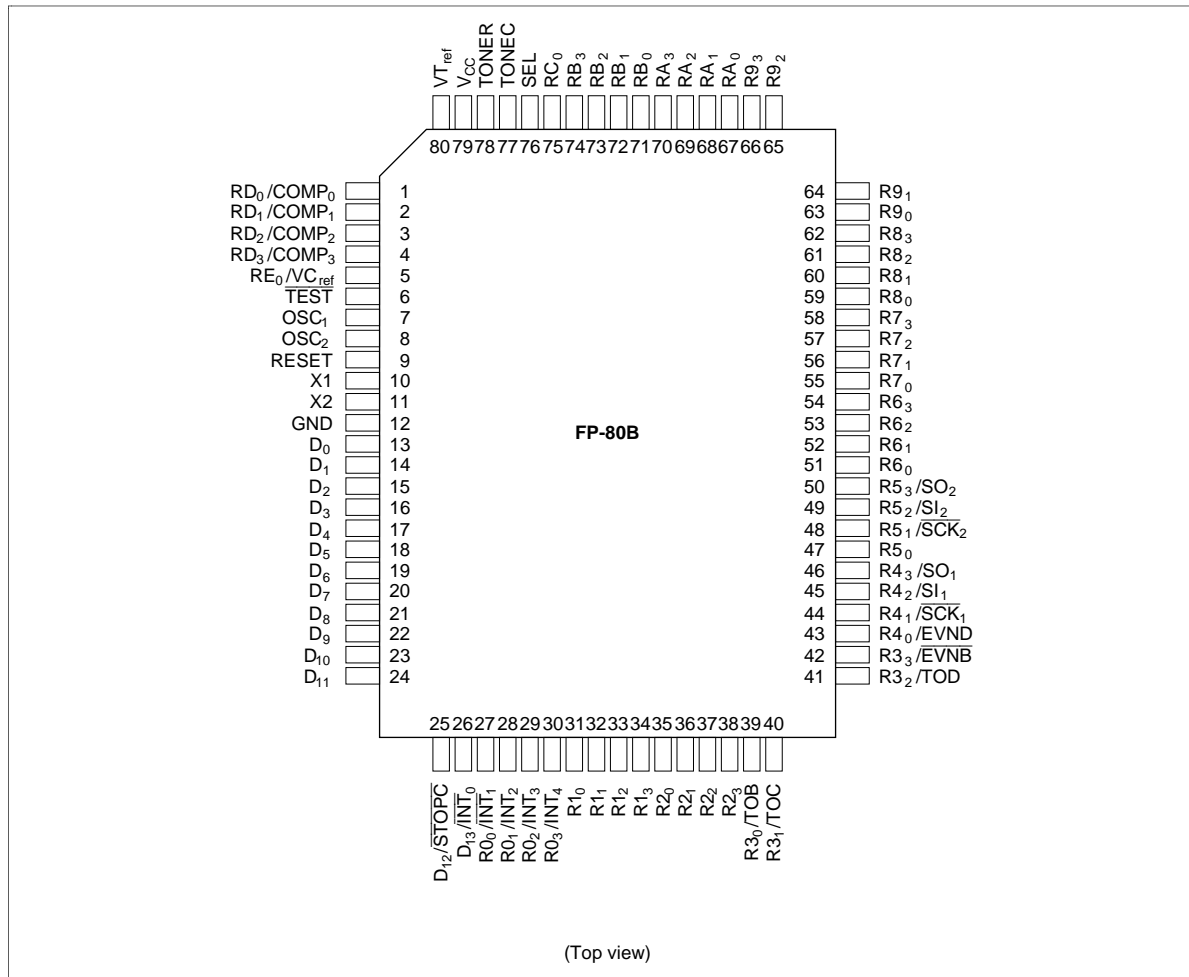 VTref
VCC
TONER
TONEC
SEL
RC0
RB3
RB2
RB1
RB0
RA3
RA2
RA1
RA0
R93
R92
80 79 78 77 76 75 74 73 72 71 70 69 68 67 66 65
RD0/COMP0 1
RD1/COMP1 2
RD2/COMP2 3
RD3/COMP3 4
RE0/VCref 5
T̅E̅S̅T̅ 6
OSC1 7
OSC2 8
RESET 9
X1 10
X2 11
GND 12
D0 13
D1 14
D2 15
D3 16
D4 17
D5 18
D6 19
D7 20
D8 21
D9 22
D10 23
D11 24
FP-80B
64 R91
63 R90
62 R83
61 R82
60 R81
59 R80
58 R73
57 R72
56 R71
55 R70
54 R63
53 R62
52 R61
51 R60
50 R53/SO2
49 R52/SI2
48 R51/S̅C̅K̅2
47 R50
46 R43/SO1
45 R42/SI1
44 R41/S̅C̅K̅1
43 R40/EVND
42 R33/E̅V̅N̅B̅
41 R32/TOD
25 26 27 28 29 30 31 32 33 34 35 36 37 38 39 40
D12/S̅T̅O̅P̅C̅
D13/I̅N̅T̅0
R00/I̅N̅T̅1
R01/INT2
R02/INT3
R03/INT4
R10
R11
R12
R13
R20
R21
R22
R23
R30/TOB
R31/TOC
(Top view)